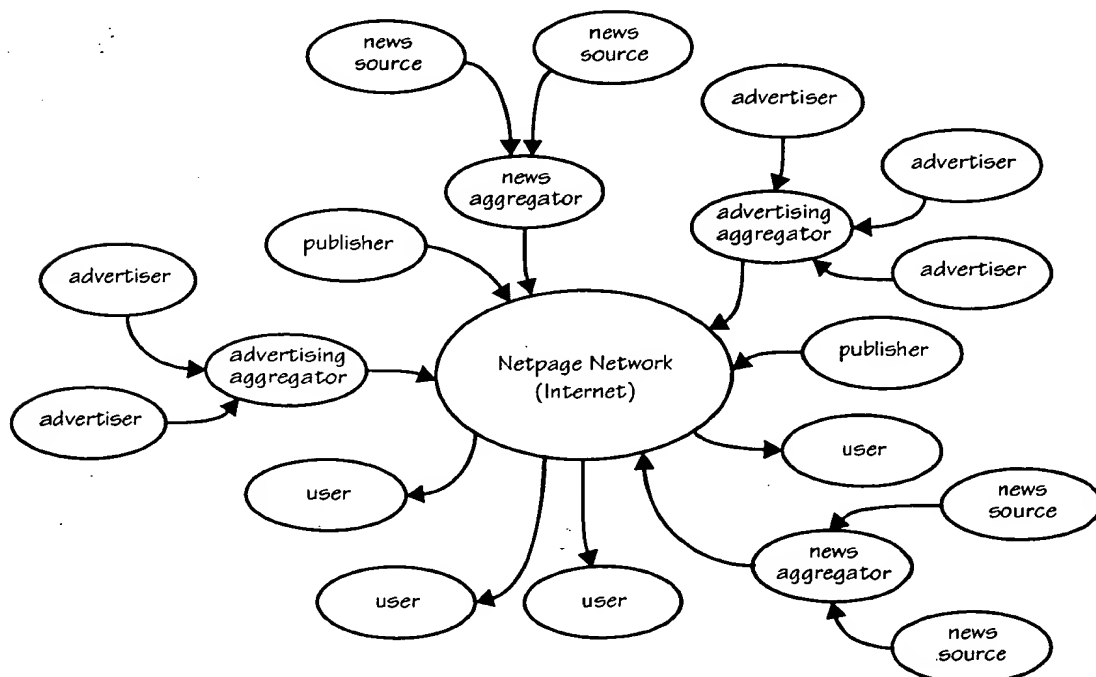 news
source
news
source
advertiser
advertiser
news
aggregator
advertising
aggregator
publisher
advertiser
advertiser
publisher
Netpage Network
(Internet)
advertising
aggregator
advertiser
user
user
news
source
news
aggregator
user
user
news
source